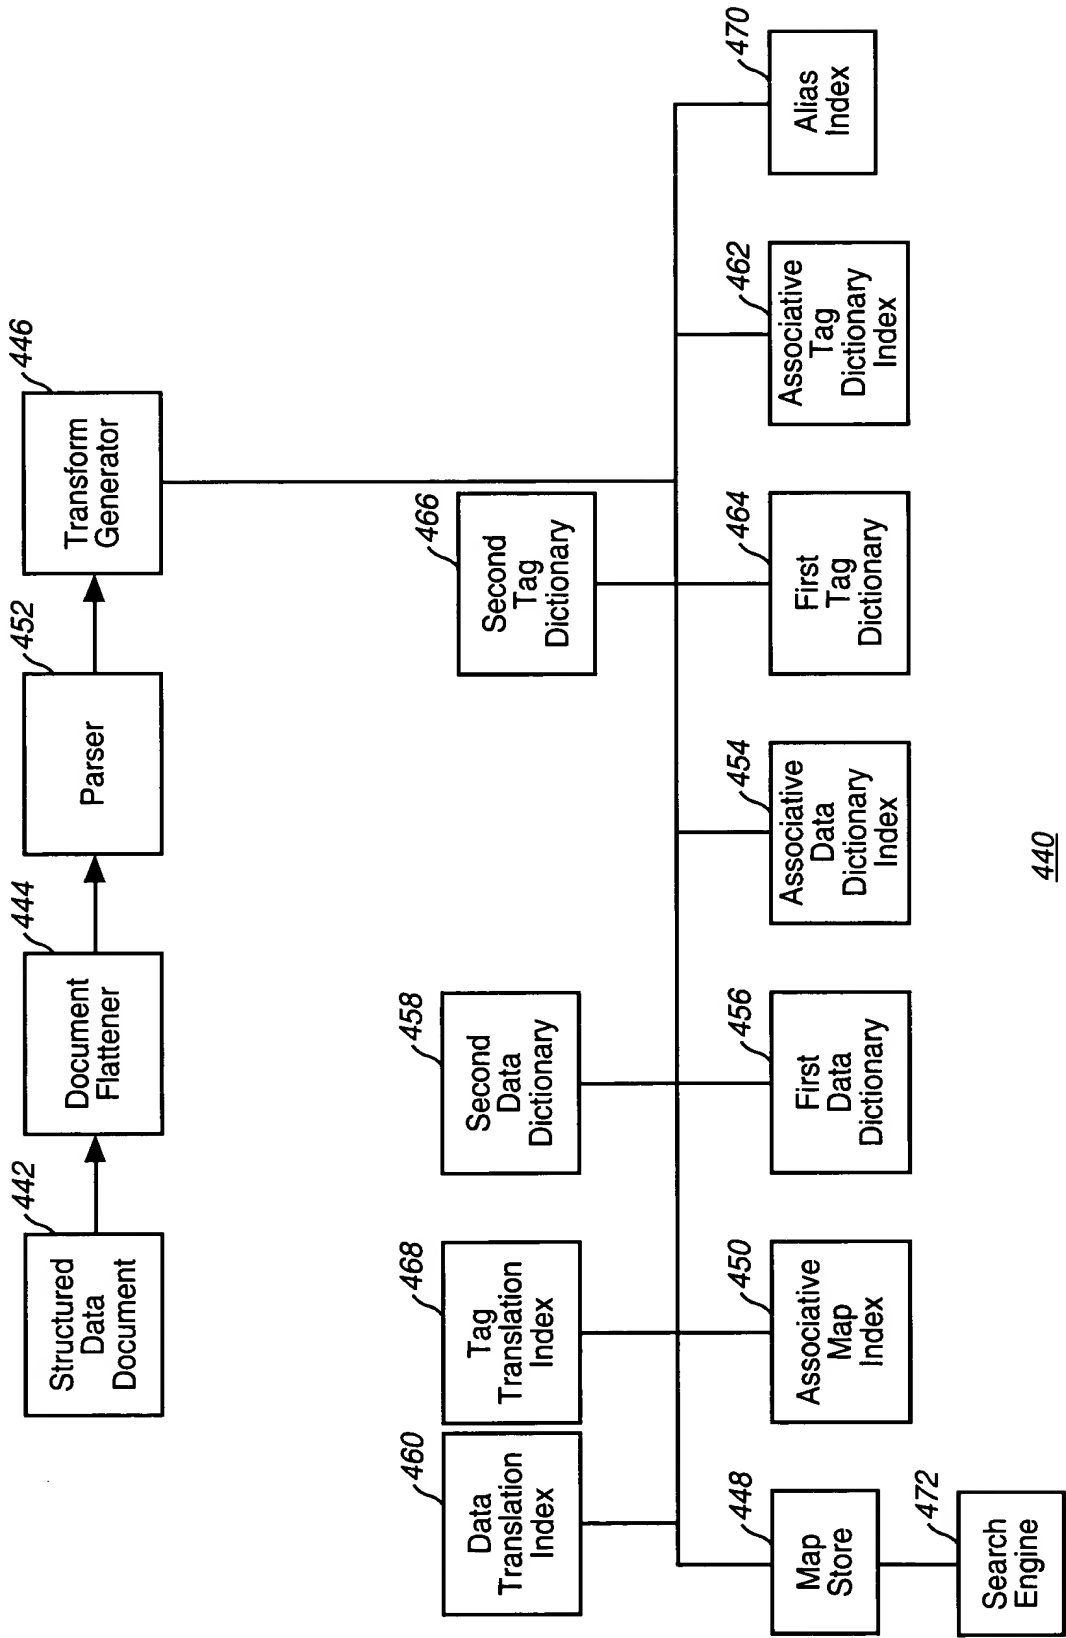 442
Structured
Data
Document
444
Document
Flattener
452
Parser
446
Transform
Generator
460
Data
Translation
Index
468
Tag
Translation
Index
458
Second
Data
Dictionary
466
Second
Tag
Dictionary
448
Map
Store
450
Associative
Map
Index
456
First
Data
Dictionary
454
Associative
Data
Dictionary
Index
464
First
Tag
Dictionary
462
Associative
Tag
Dictionary
Index
470
Alias
Index
472
Search
Engine
440